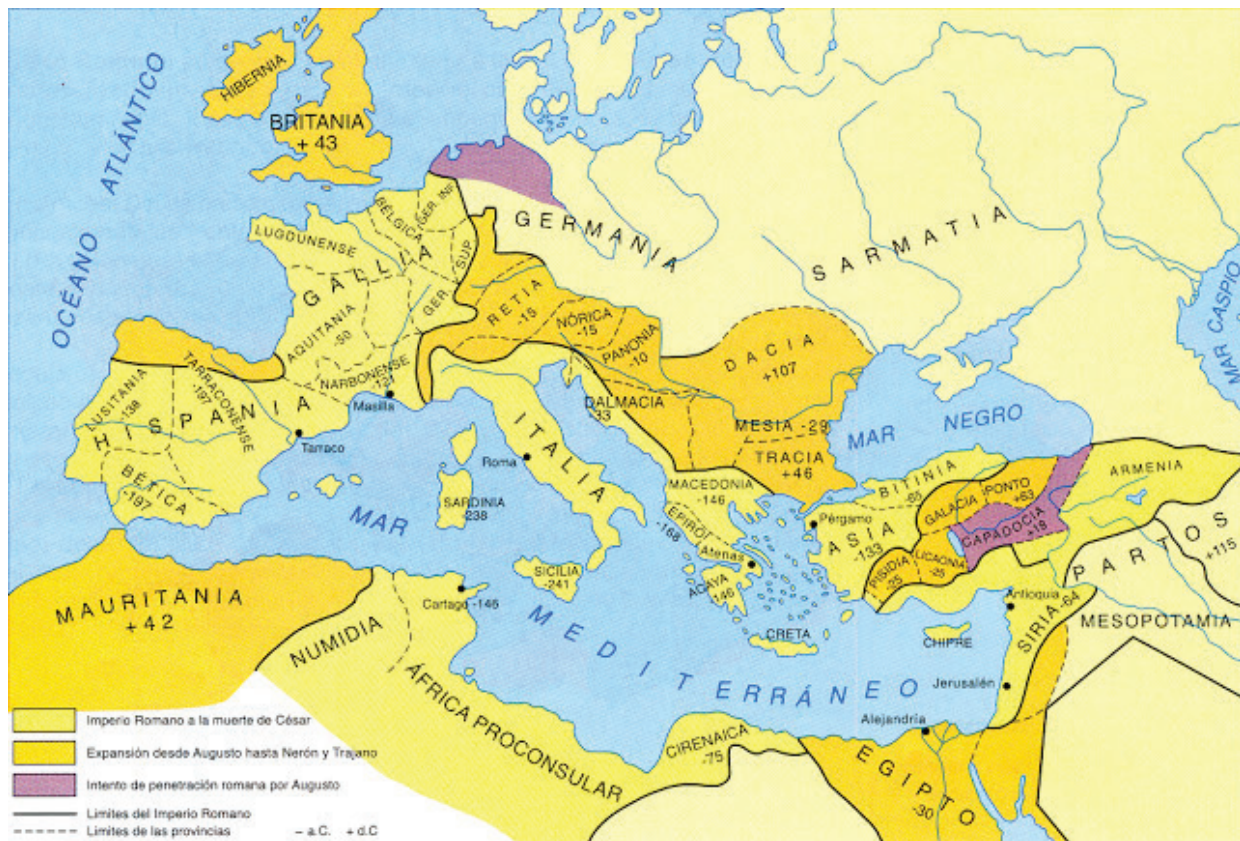 OCÉANO ATLÁNTICO
HIBERNIA
BRITANIA
+ 43
GERMANIA
SARMATIA
MAR CASPIO
BÉLGICA
GER. INF.
LUGDUNENSE
GALLIA
SUP.
GER.
AQUITANIA
-50
NARBONENSE
-121
Masilla
RETIA
-15
NÓRICA
-15
PANONIA
-10
DACIA
+107
DALMACIA
-33
MESIA -29
TRACIA
+46
MAR NEGRO
LUSITANIA
-138
TARRACONENSE
-197
HISPANIA
BÉTICA
-197
Tarraco
ITALIA
Roma
SARDINIA
-238
SICILIA
-241
MACEDONIA
-146
EPIRO
-168
Atenas
ACAYA
146
CRETA
Pérgamo
ASIA
-133
BITINIA
-65
GALACIA
PONTO
+63
CAPADOCIA
+18
PISIDIA
-25
LICAONIA
-25
ARMENIA
PARTOS
+115
MESOPOTAMIA
Antioquia
SIRIA -64
CHIPRE
Jerusalén
Alejandría
EGIPTO
-30
CIRENAICA
-75
MAR MEDITERRÁNEO
MAURITANIA
+ 42
NUMIDIA
Cartago -146
ÁFRICA PROCONSULAR
Imperio Romano a la muerte de César
Expansión desde Augusto hasta Nerón y Trajano
Intento de penetración romana por Augusto
Limites del Imperio Romano
Limites de las provincias – a.C. + d.C